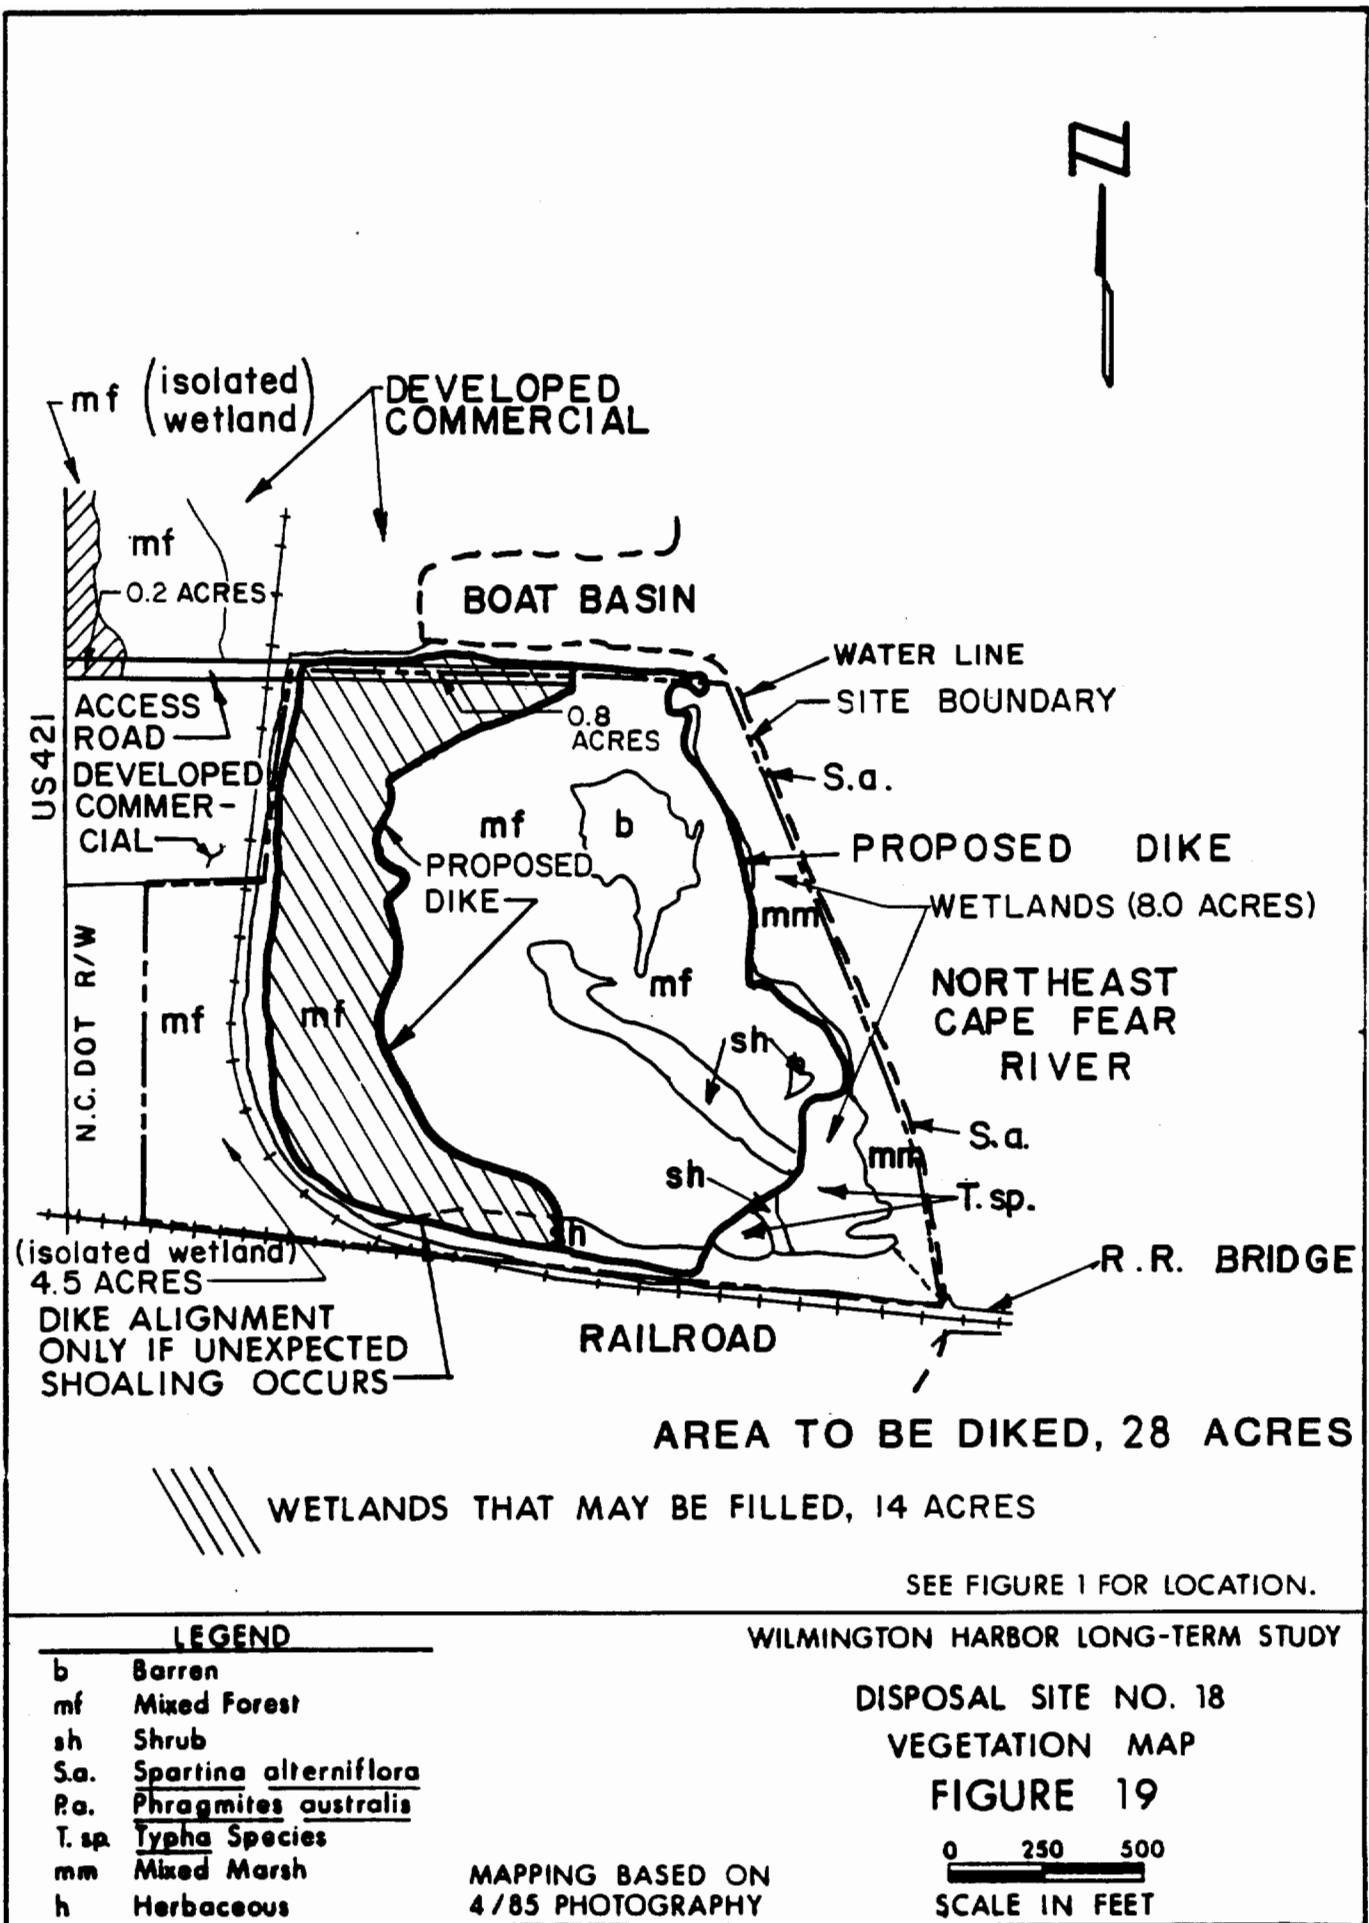 N
mf (isolated
wetland)
DEVELOPED
COMMERCIAL
mf
0.2 ACRES
BOAT BASIN
WATER LINE
SITE BOUNDARY
ACCESS
ROAD
0.8
ACRES
US421
DEVELOPED
COMMER-
CIAL
S.a.
mf
b
PROPOSED
DIKE
PROPOSED DIKE
WETLANDS (8.0 ACRES)
mm
N.C. DOT R/W
mf
mf
mf
NORTHEAST
CAPE FEAR
RIVER
sh
S.a.
mm
sh
T. sp.
h
(isolated wetland)
4.5 ACRES
R.R. BRIDGE
DIKE ALIGNMENT
ONLY IF UNEXPECTED
SHOALING OCCURS
RAILROAD
AREA TO BE DIKED, 28 ACRES
WETLANDS THAT MAY BE FILLED, 14 ACRES
SEE FIGURE 1 FOR LOCATION.
LEGEND
b Barren
mf Mixed Forest
sh Shrub
S.a. Spartina alterniflora
P.a. Phragmites australis
T. sp. Typha Species
mm Mixed Marsh
h Herbaceous
MAPPING BASED ON
4/85 PHOTOGRAPHY
WILMINGTON HARBOR LONG-TERM STUDY
DISPOSAL SITE NO. 18
VEGETATION MAP
FIGURE 19
0 250 500
SCALE IN FEET